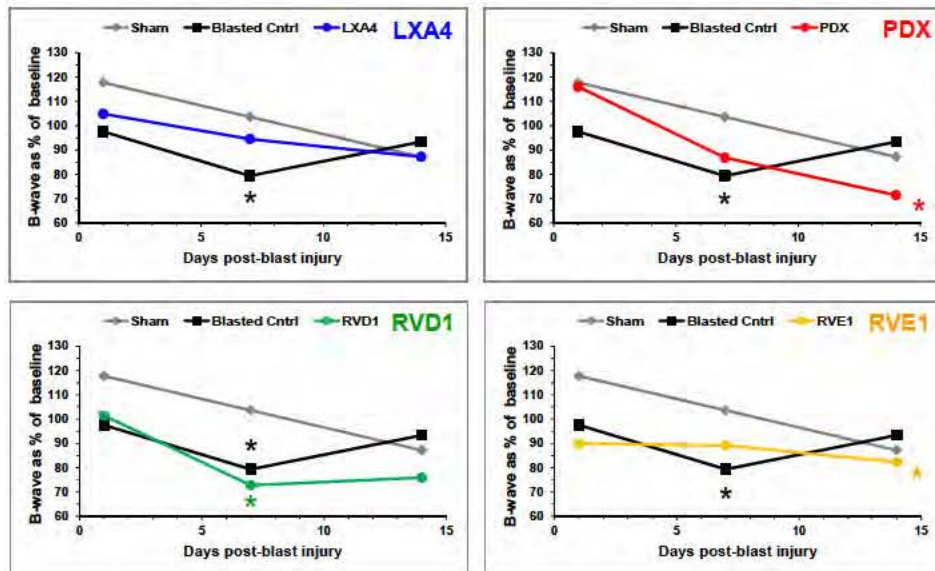 Sham Blasted Cntrl LXA4 LXA4
B-wave as % of baseline
130
120
110
100
90
80
70
60
*
0 5 10 15
Days post-blast injury
Sham Blasted Cntrl PDX PDX
B-wave as % of baseline
130
120
110
100
90
80
70
60
*
*
0 5 10 15
Days post-blast injury
Sham Blasted Cntrl RVD1 RVD1
B-wave as % of baseline
130
120
110
100
90
80
70
60
*
*
0 5 10 15
Days post-blast injury
Sham Blasted Cntrl RVE1 RVE1
B-wave as % of baseline
130
120
110
100
90
80
70
60
*
*
0 5 10 15
Days post-blast injury